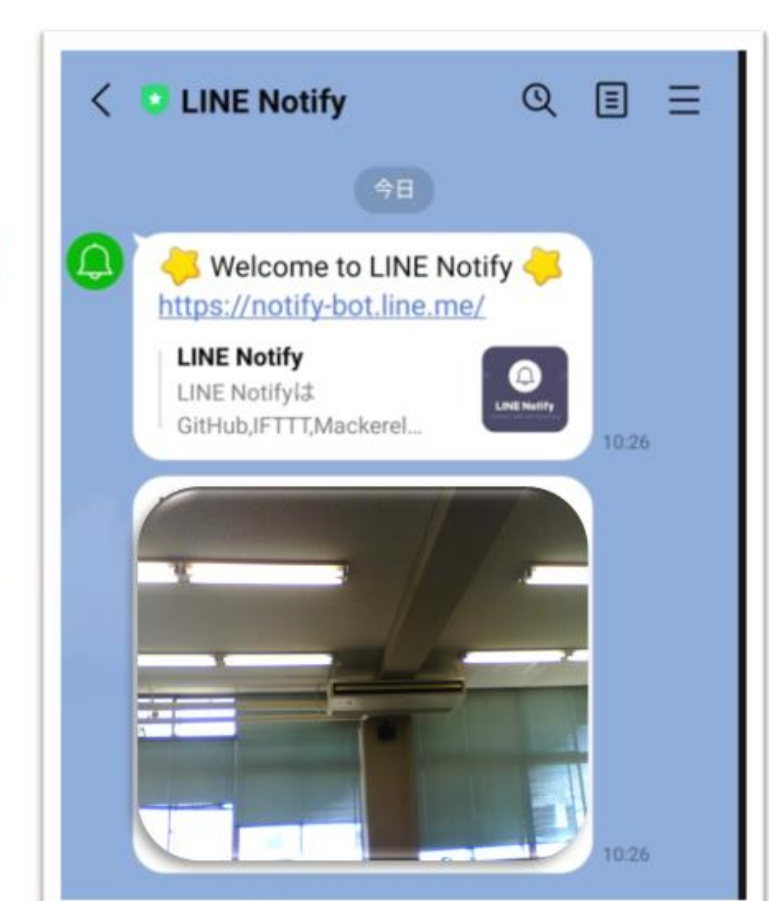 LINE Notify
今日
Welcome to LINE Notify
https://notify-bot.line.me/
LINE Notify
LINE Notifyは
GitHub,IFTTT,Mackerel...
LINE Notify
10:26
10:26